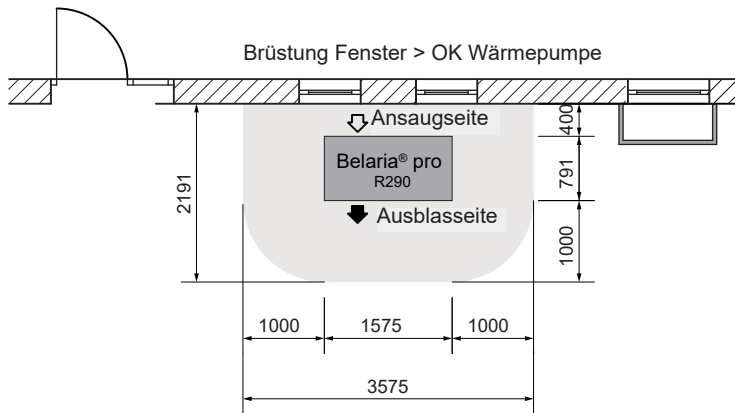 Brüstung Fenster > OK Wärmepumpe
Ansaugseite
400
Belaria® pro
R290
791
2191
Ausblasseite
1000
1000
1575
1000
3575